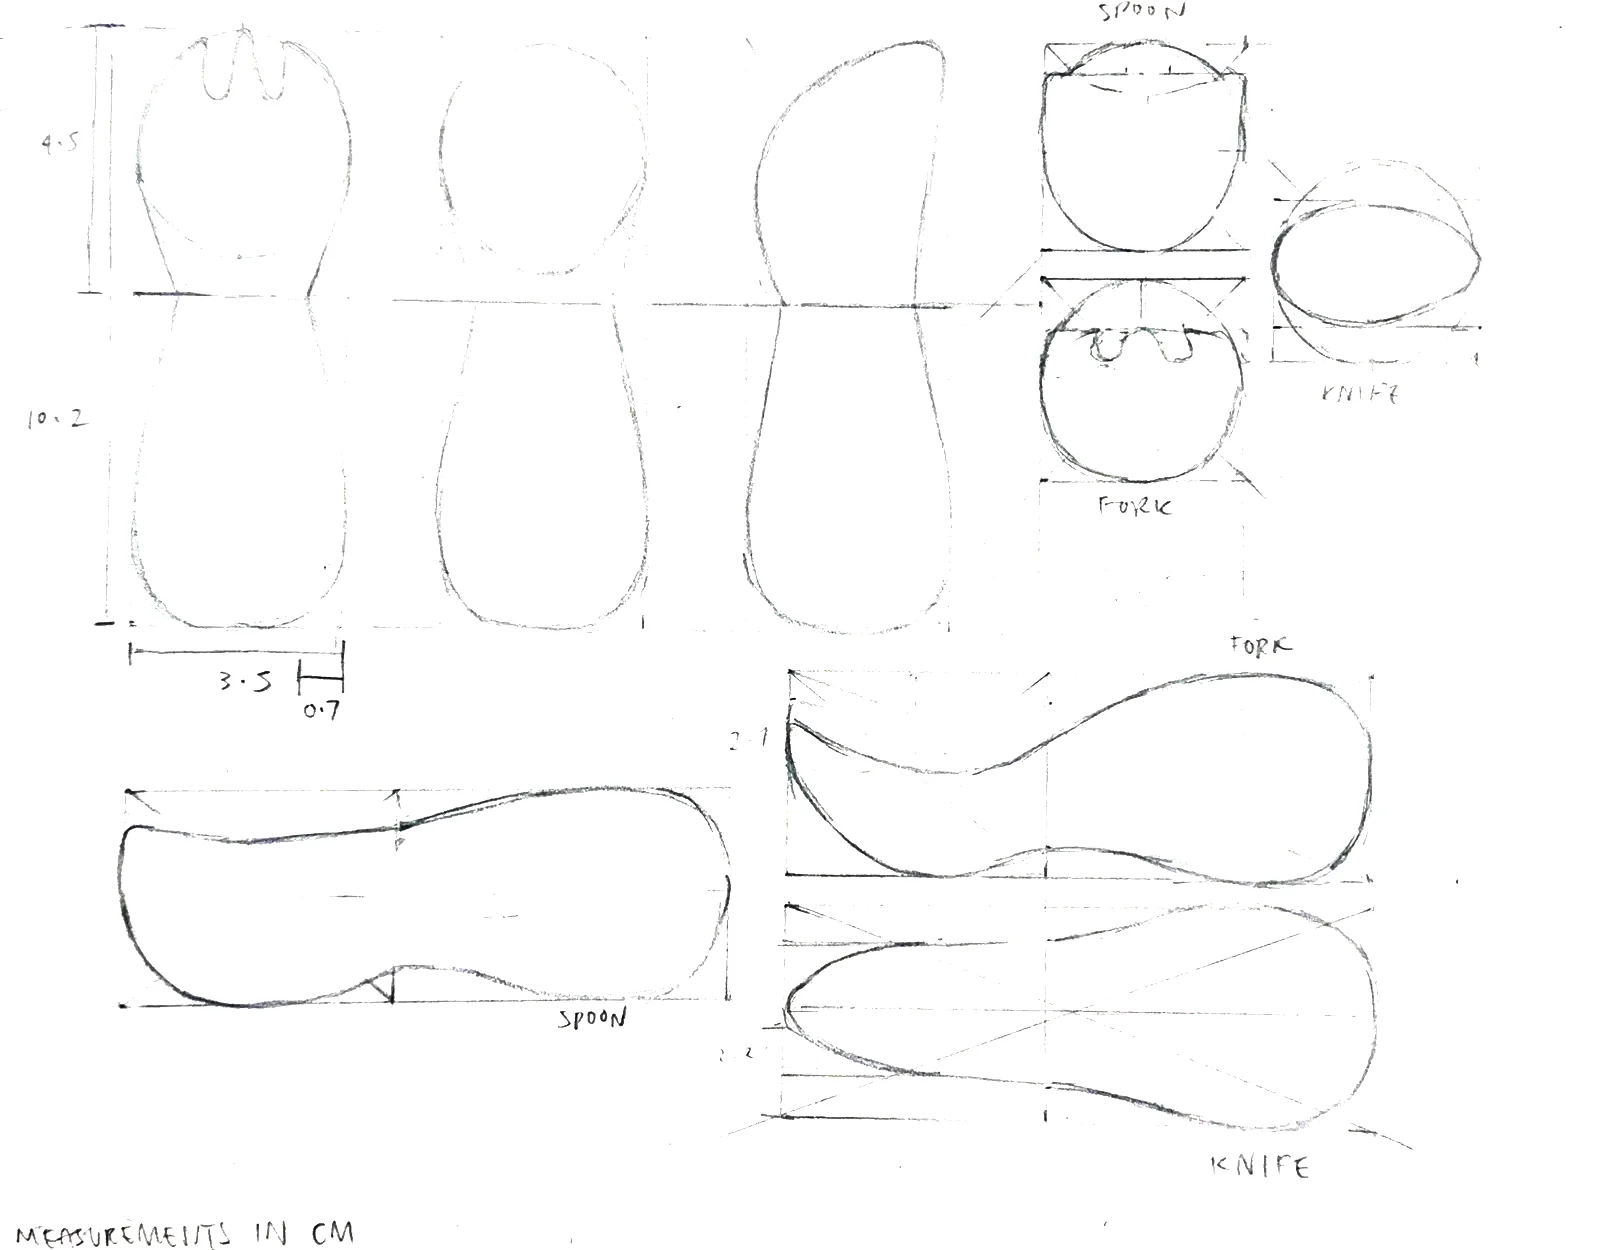 SPOON
4.5
KNIFE
10.2
FORK
3.5
0.7
FORK
2.1
SPOON
KNIFE
MEASUREMENTS IN CM